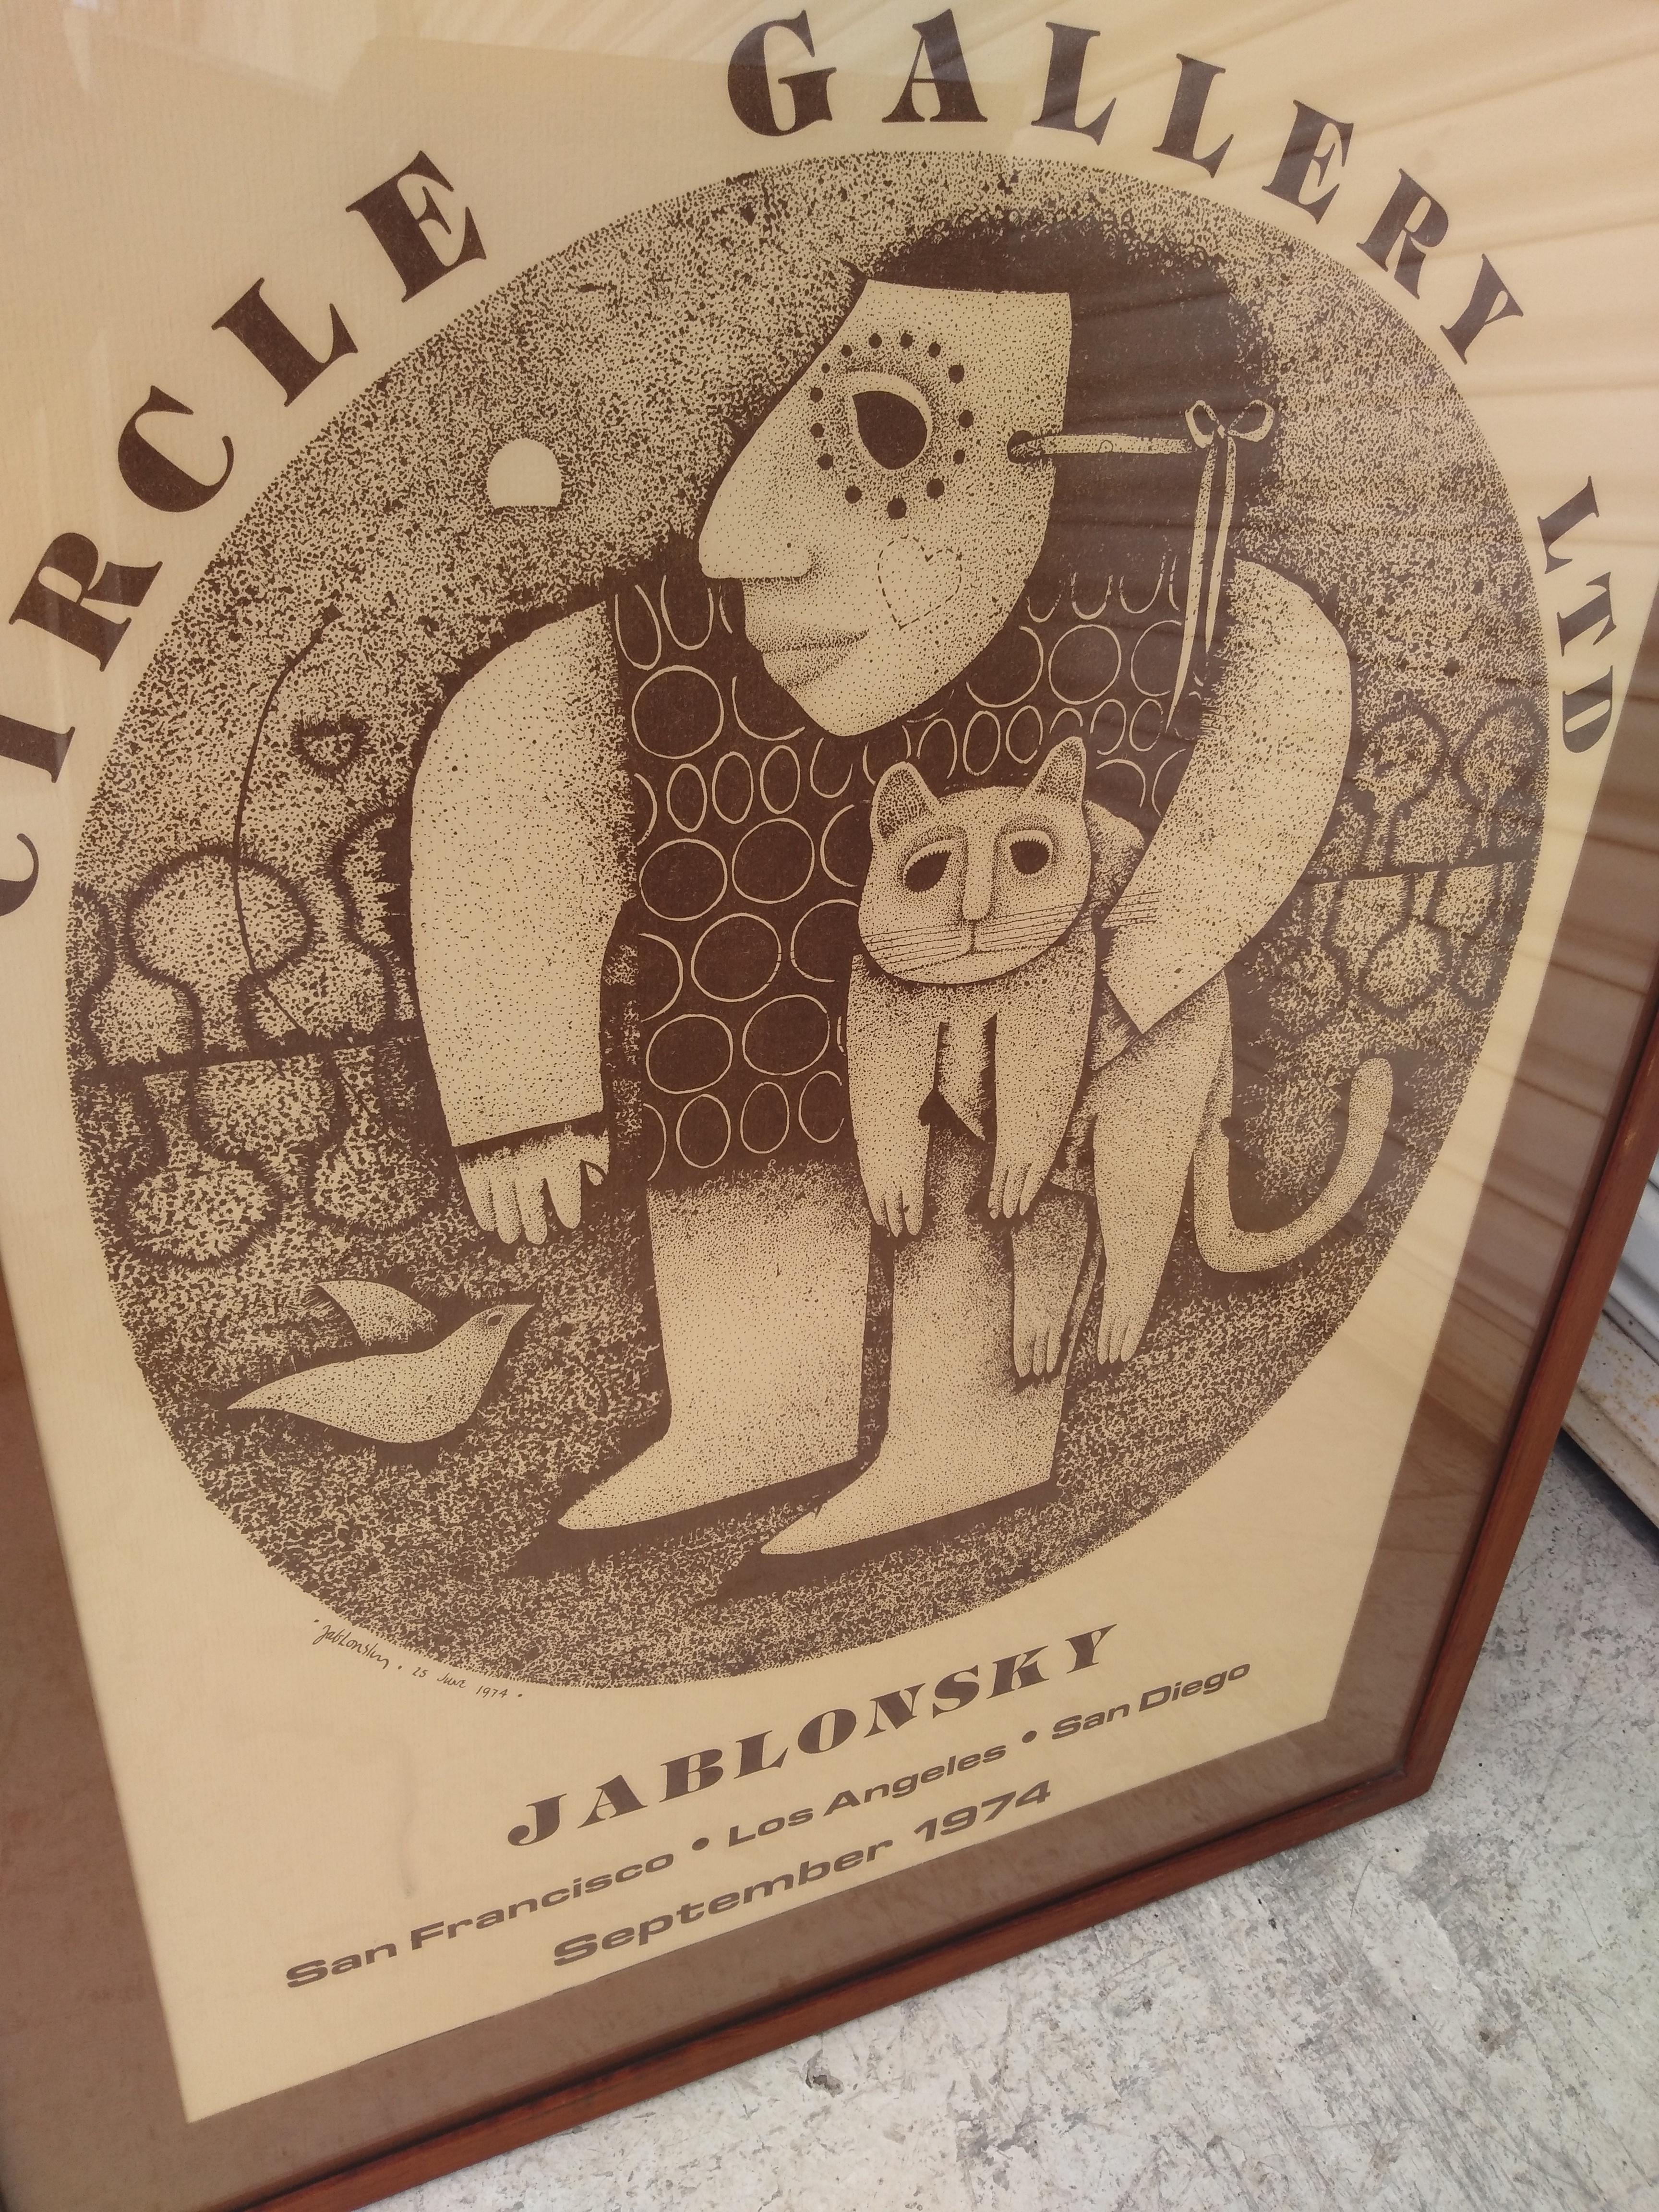 CIRCLE GALLERY LTD
Jablonsky • 25 June 1974 •
JABLONSKY
San Francisco • Los Angeles • San Diego
September 1974